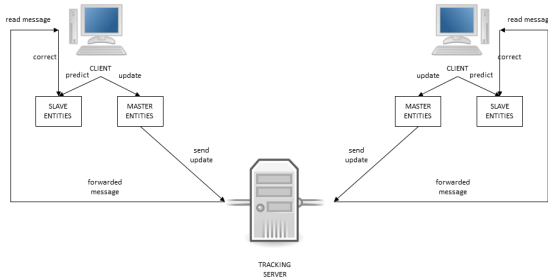 read message
correct
CLIENT
predict
update
SLAVE
ENTITIES
MASTER
ENTITIES
send
update
forwarded
message
read messag
correct
CLIENT
update
predict
MASTER
ENTITIES
SLAVE
ENTITIES
send
update
forwarded
message
TRACKING
SERVER